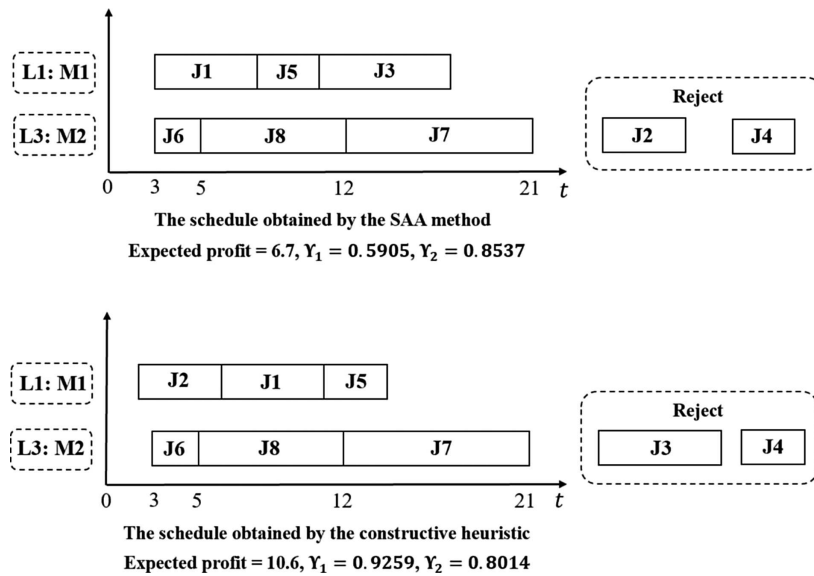 L1: M1 J1 J5 J3
Reject
L3: M2 J6 J8 J7
J2 J4
0 3 5 12 21 t
The schedule obtained by the SAA method
Expected profit = 6.7, ϒ₁ = 0.5905, ϒ₂ = 0.8537
L1: M1 J2 J1 J5
Reject
L3: M2 J6 J8 J7
J3 J4
0 3 5 12 21 t
The schedule obtained by the constructive heuristic
Expected profit = 10.6, ϒ₁ = 0.9259, ϒ₂ = 0.8014